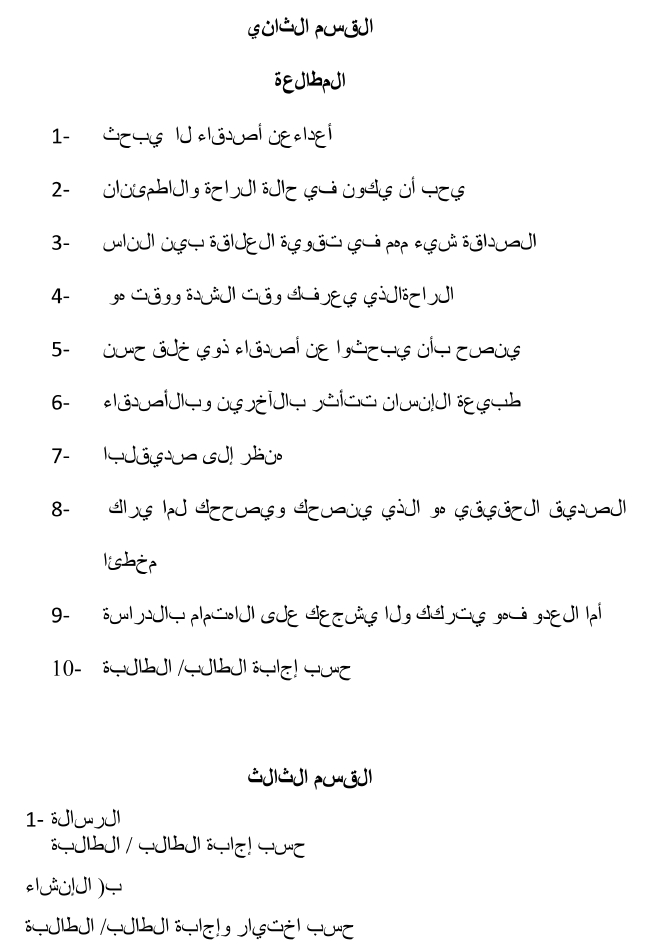 القسم الثاني
المطالعة
1- أعداءعن أصدقاء لا يبحث
2- يحب أن يكون في حالة الراحة والاطمئنان
3- الصداقة شيء مهم في تقوية العلاقة بين الناس
4- الراحةالذي يعرفك وقت الشدة ووقت هو
5- ينصح بأن يبحثوا عن أصدقاء ذوي خلق حسن
6- طبيعة الإنسان تتأثر بالآخرين وبالأصدقاء
7- هنظر إلى صديقلبا
8- الصديق الحقيقي هو الذي ينصحك ويصححك لما يراك كاري
مخطئا
9- أما العدو فهو يتركك ولا يشجعك على الاهتمام بالدراسة
10- حسب إجابة الطالب/ الطالبة
القسم الثالث
1- الرسالة
حسب إجابة الطالب / الطالبة
ب( الإنشاء
حسب اختيار وإجابة الطالب/ الطالبة